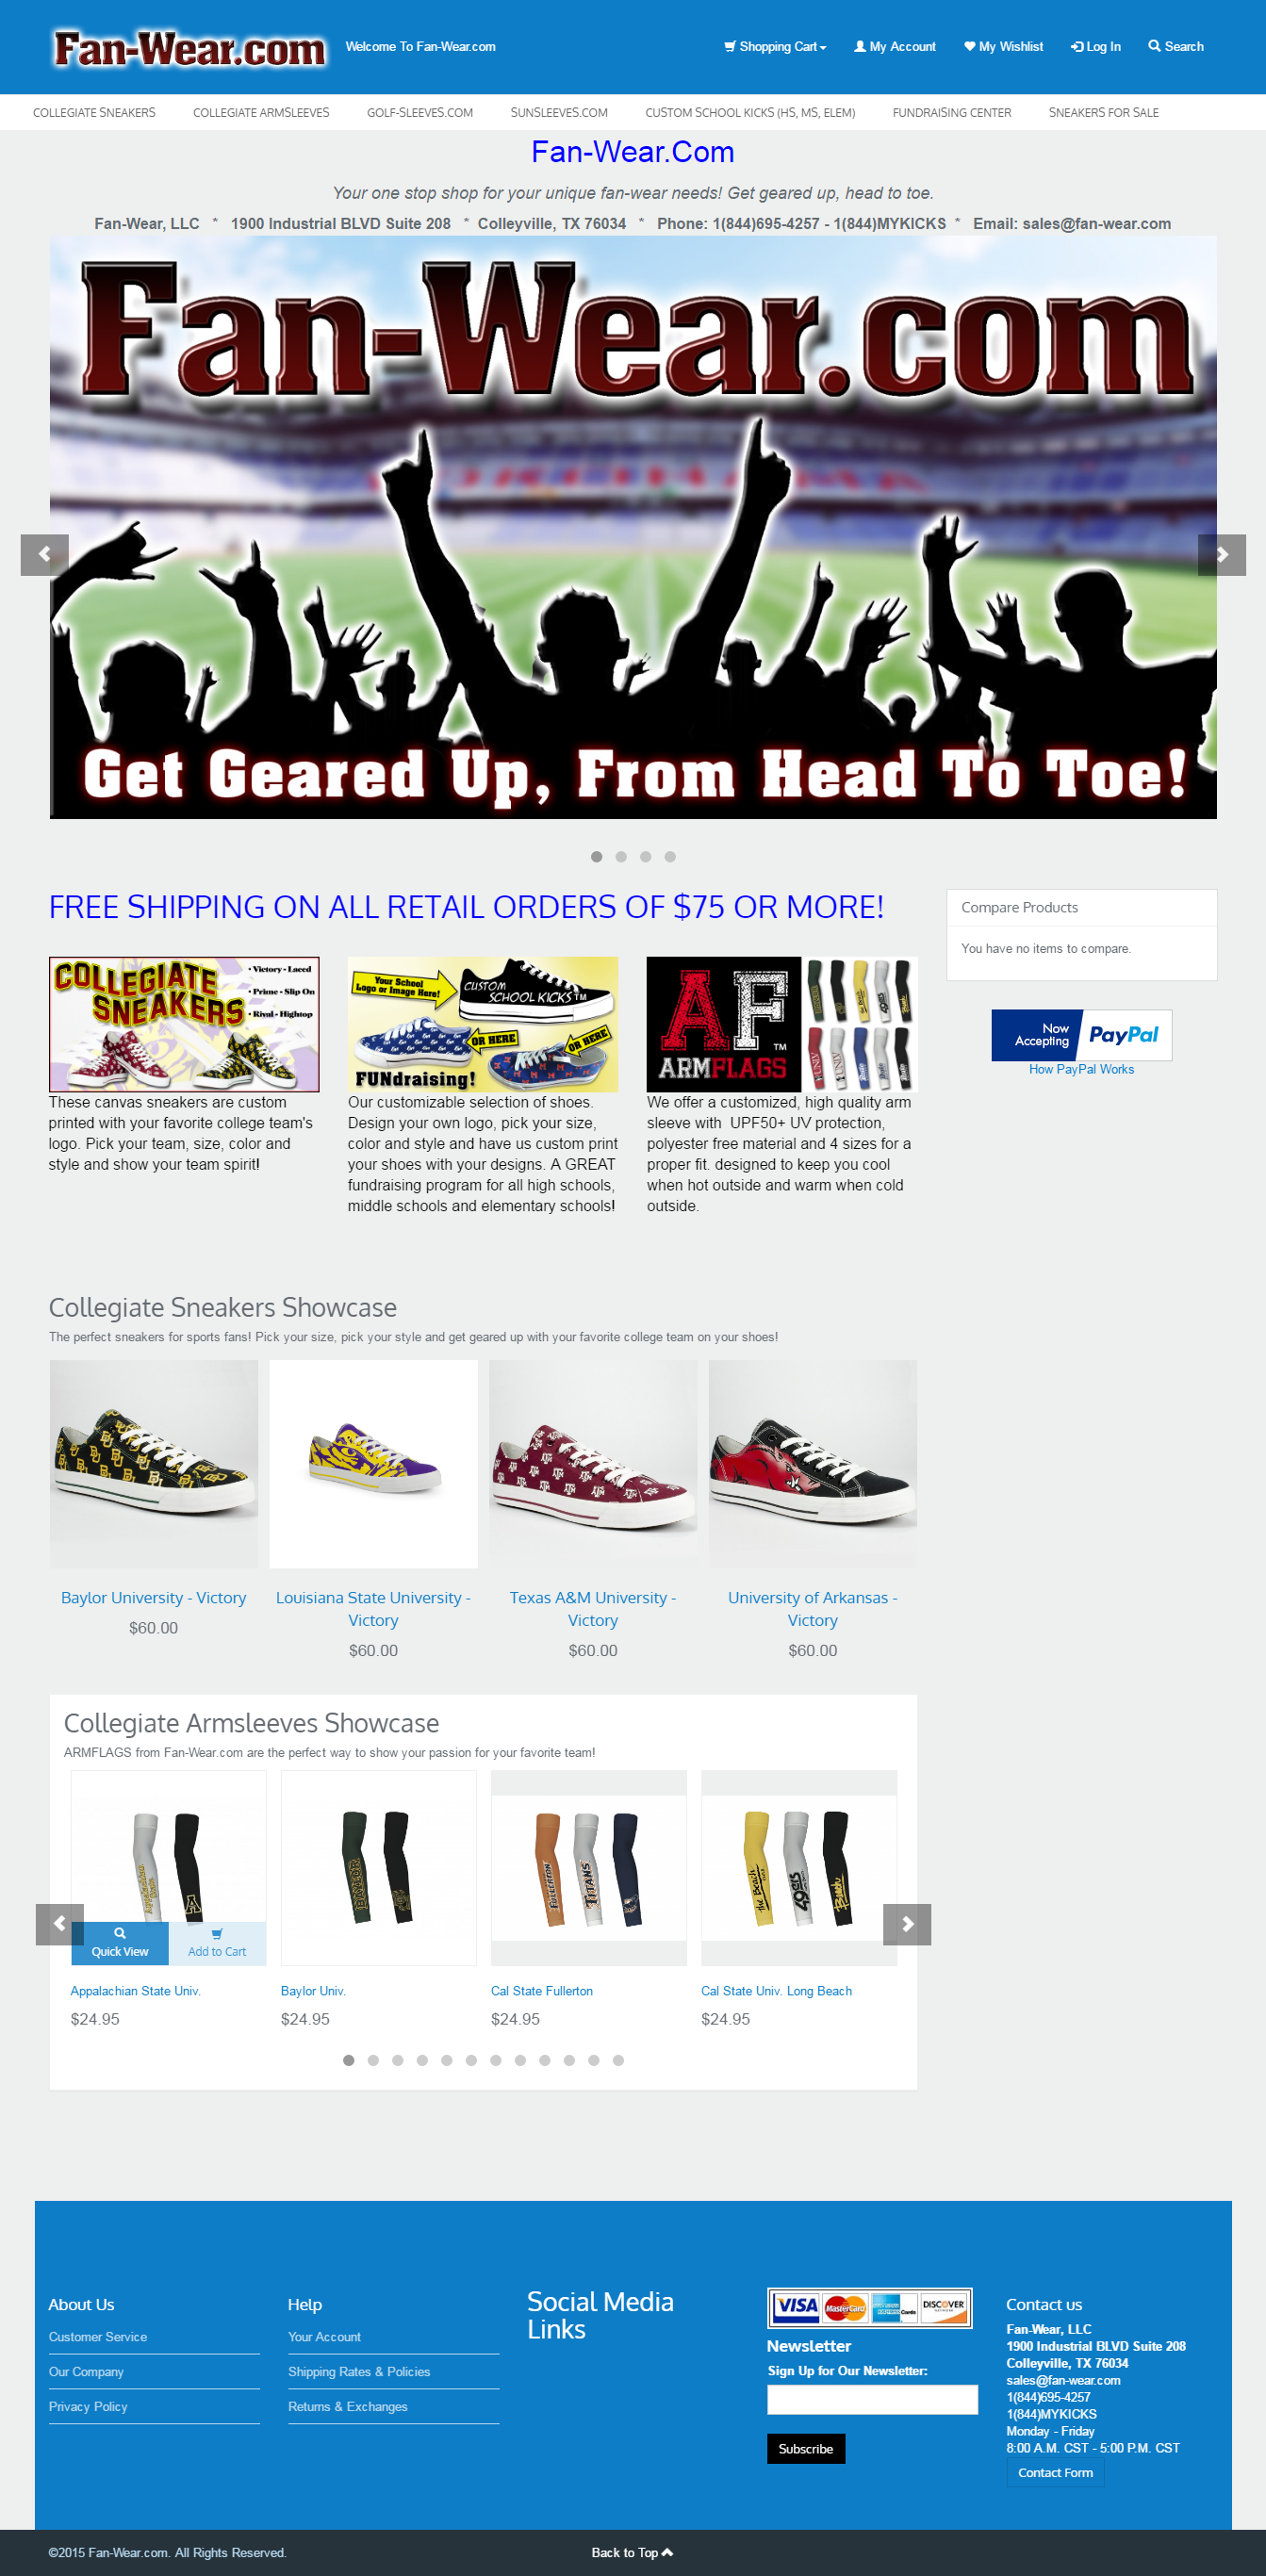 Fan-Wear.com
Welcome To Fan-Wear.com
Shopping Cart
My Account
My Wishlist
Log In
Search
COLLEGIATE SNEAKERS
COLLEGIATE ARMSLEEVES
GOLF-SLEEVES.COM
SUNSLEEVES.COM
CUSTOM SCHOOL KICKS (HS, MS, ELEM)
FUNDRAISING CENTER
SNEAKERS FOR SALE
Fan-Wear.Com
Your one stop shop for your unique fan-wear needs! Get geared up, head to toe.
Fan-Wear, LLC * 1900 Industrial BLVD Suite 208 * Colleyville, TX 76034 * Phone: 1(844)695-4257 - 1(844)MYKICKS * Email: sales@fan-wear.com
Fan-Wear.com
Get Geared Up, From Head To Toe!
FREE SHIPPING ON ALL RETAIL ORDERS OF $75 OR MORE!
Compare Products
You have no items to compare.
Now
Accepting
PayPal
How PayPal Works
COLLEGIATE
SNEAKERS
• Victory - Laced
• Prime - Slip On
• Rival - Hightop
These canvas sneakers are custom
printed with your favorite college team's
logo. Pick your team, size, color and
style and show your team spirit!
Your School
Logo or Image Here!
CUSTOM
SCHOOL KICKS™
OR HERE
OR HERE
FUNdraising!
Our customizable selection of shoes.
Design your own logo, pick your size,
color and style and have us custom print
your shoes with your designs. A GREAT
fundraising program for all high schools,
middle schools and elementary schools!
AF
™
ARMFLAGS
We offer a customized, high quality arm
sleeve with UPF50+ UV protection,
polyester free material and 4 sizes for a
proper fit. designed to keep you cool
when hot outside and warm when cold
outside.
Collegiate Sneakers Showcase
The perfect sneakers for sports fans! Pick your size, pick your style and get geared up with your favorite college team on your shoes!
Baylor University - Victory
$60.00
Louisiana State University -
Victory
$60.00
Texas A&M University -
Victory
$60.00
University of Arkansas -
Victory
$60.00
Collegiate Armsleeves Showcase
ARMFLAGS from Fan-Wear.com are the perfect way to show your passion for your favorite team!
A
BAYLOR
FULLERTON
TITANS
the Beach
49ERS
Beach
Quick View
Add to Cart
Appalachian State Univ.
$24.95
Baylor Univ.
$24.95
Cal State Fullerton
$24.95
Cal State Univ. Long Beach
$24.95
About Us
Customer Service
Our Company
Privacy Policy
Help
Your Account
Shipping Rates & Policies
Returns & Exchanges
Social Media
Links
VISA
MasterCard
Cards
DISCOVER
Newsletter
Sign Up for Our Newsletter:
Subscribe
Contact us
Fan-Wear, LLC
1900 Industrial BLVD Suite 208
Colleyville, TX 76034
sales@fan-wear.com
1(844)695-4257
1(844)MYKICKS
Monday - Friday
8:00 A.M. CST - 5:00 P.M. CST
Contact Form
©2015 Fan-Wear.com. All Rights Reserved.
Back to Top